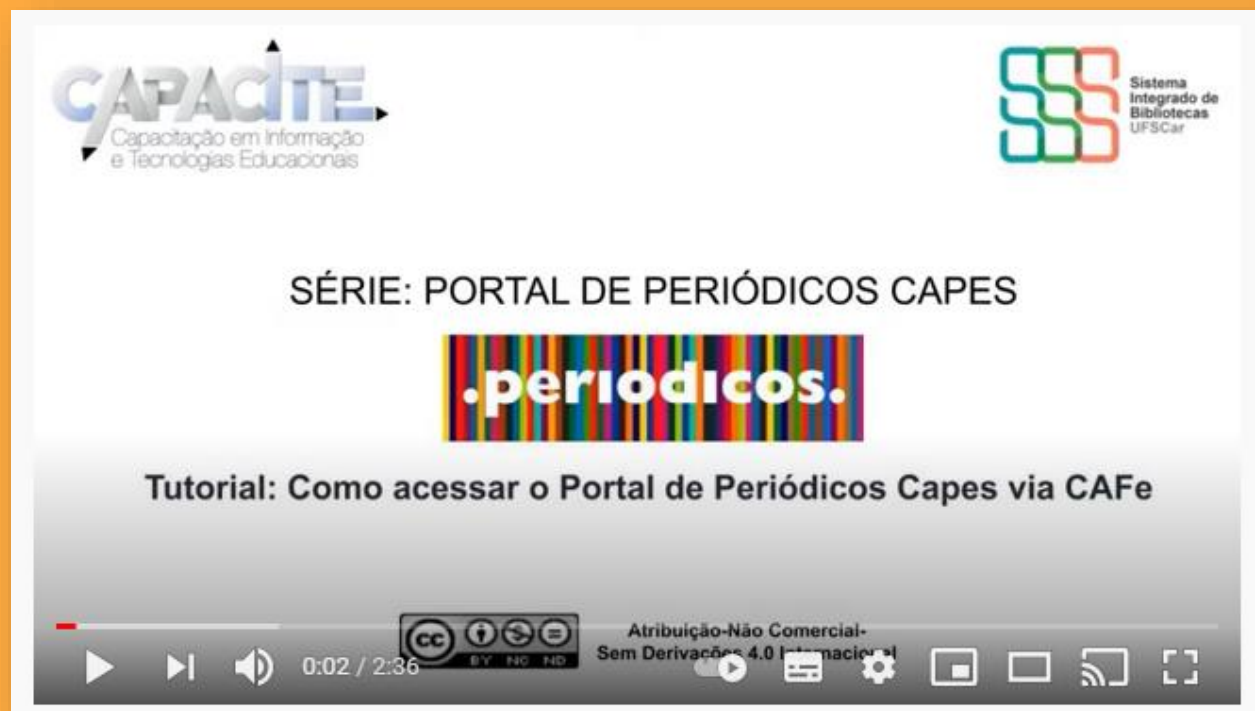 CAPACITE
Capacitação em Informação
e Tecnologias Educacionais
Sistema
Integrado de
Bibliotecas
UFSCar
SÉRIE: PORTAL DE PERIÓDICOS CAPES
.periodicos.
Tutorial: Como acessar o Portal de Periódicos Capes via CAFe
cc
BY NC ND
Atribuição-Não Comercial-
Sem Derivações 4.0 Internacional
0:02 / 2:36